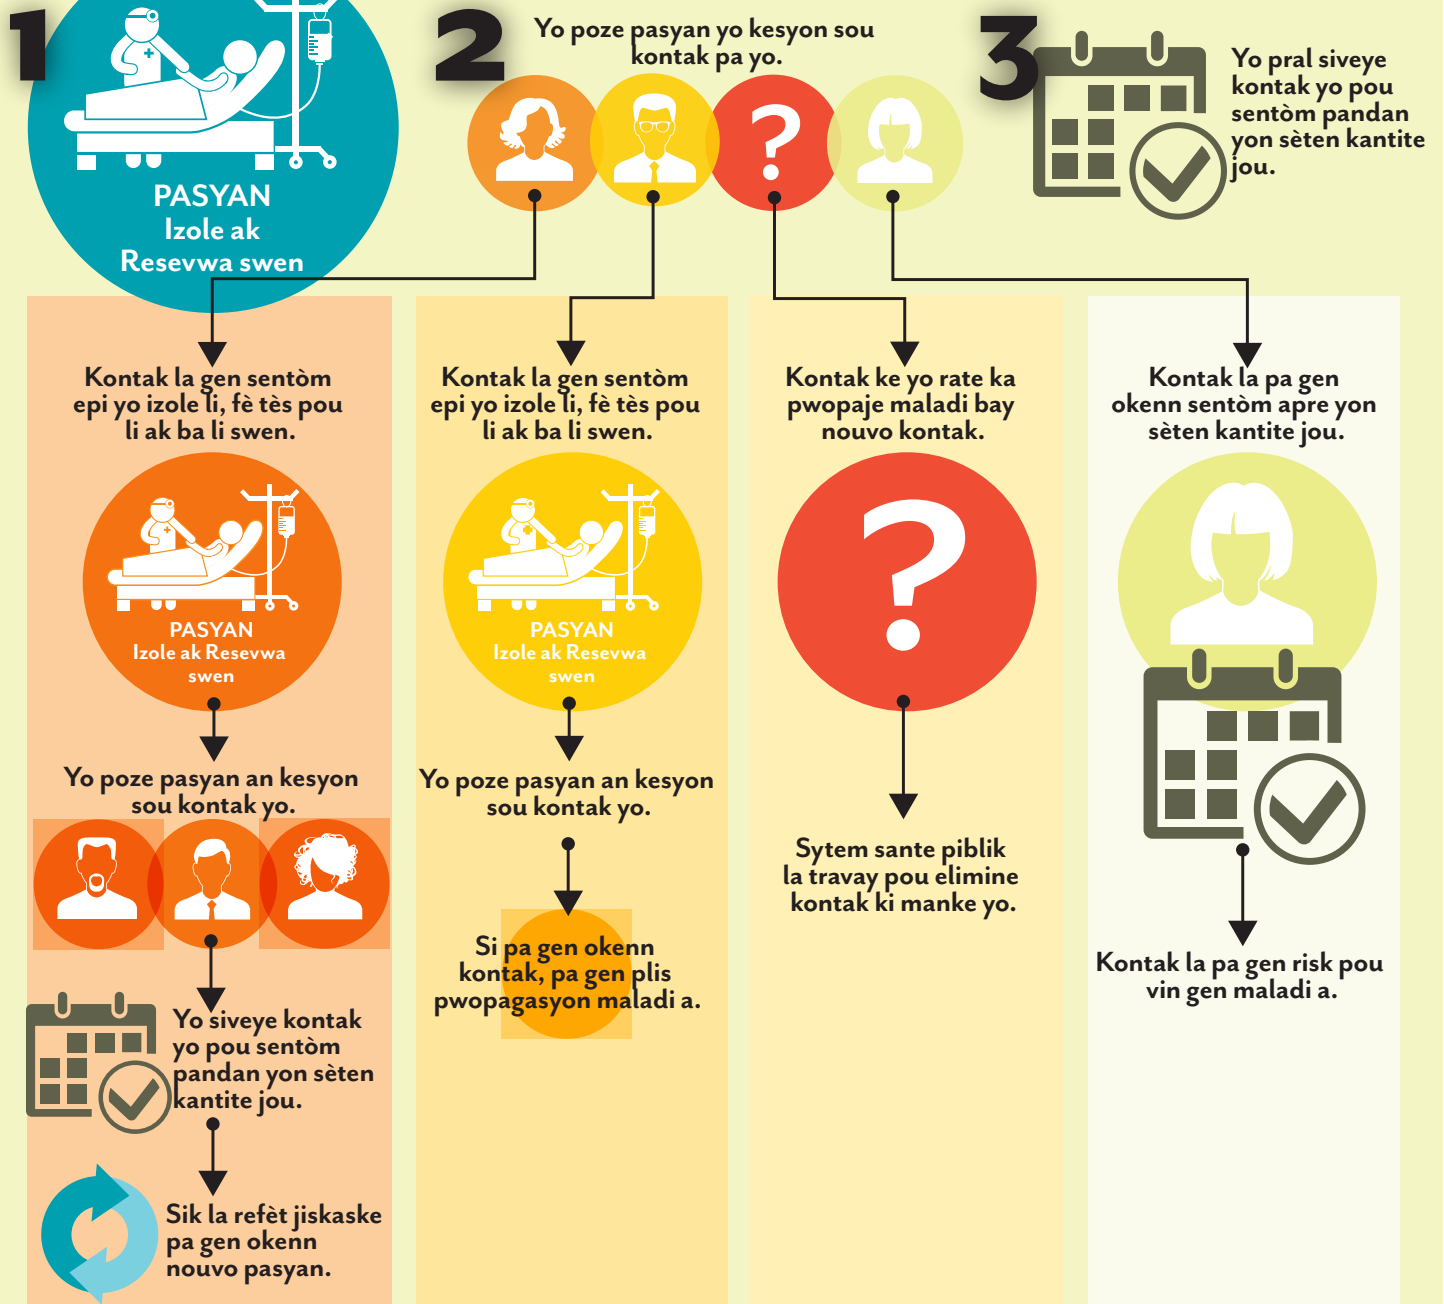 1
PASYAN
Izole ak
Resevwa swen
2
Yo poze pasyan yo kesyon sou
kontak pa yo.
?
3
Yo pral siveye
kontak yo pou
sentòm pandan
yon sèten kantite
jou.
Kontak la gen sentòm
epi yo izole li, fè tès pou
li ak ba li swen.
PASYAN
Izole ak Resevwa
swen
Yo poze pasyan an kesyon
sou kontak yo.
Yo siveye kontak
yo pou sentòm
pandan yon sèten
kantite jou.
Sik la refèt jiskaske
pa gen okenn
nouvo pasyan.
Kontak la gen sentòm
epi yo izole li, fè tès pou
li ak ba li swen.
PASYAN
Izole ak Resevwa
swen
Yo poze pasyan an kesyon
sou kontak yo.
Si pa gen okenn
kontak, pa gen plis
pwopagasyon maladi a.
Kontak ke yo rate ka
pwopaje maladi bay
nouvo kontak.
?
Sytem sante piblik
la travay pou elimine
kontak ki manke yo.
Kontak la pa gen
okenn sentòm apre yon
sèten kantite jou.
Kontak la pa gen risk pou
vin gen maladi a.